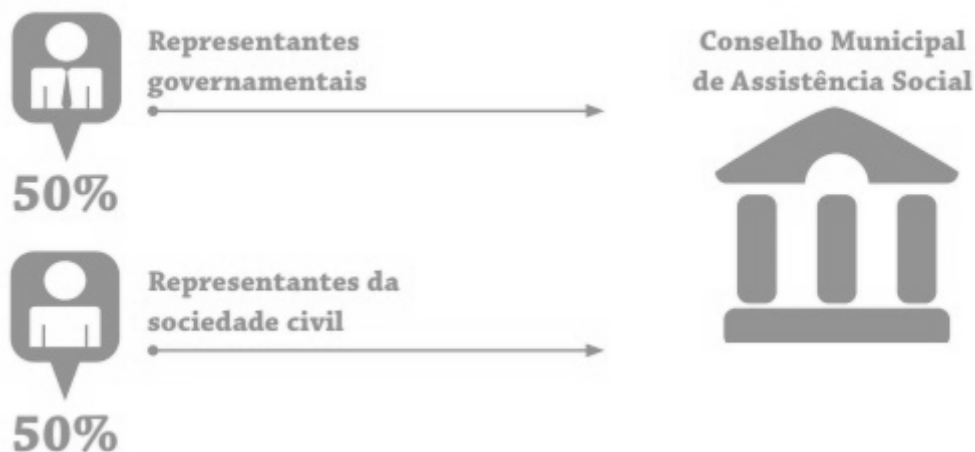 Representantes
governamentais
50%
Representantes da
sociedade civil
50%
Conselho Municipal
de Assistência Social